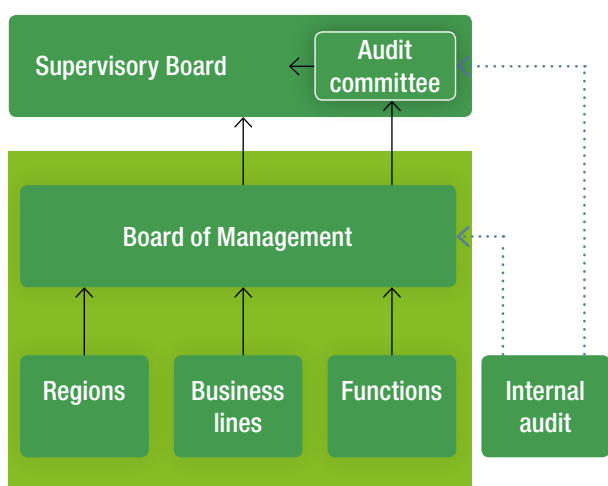 Supervisory Board
Audit
committee
Board of Management
Regions
Business
lines
Functions
Internal
audit